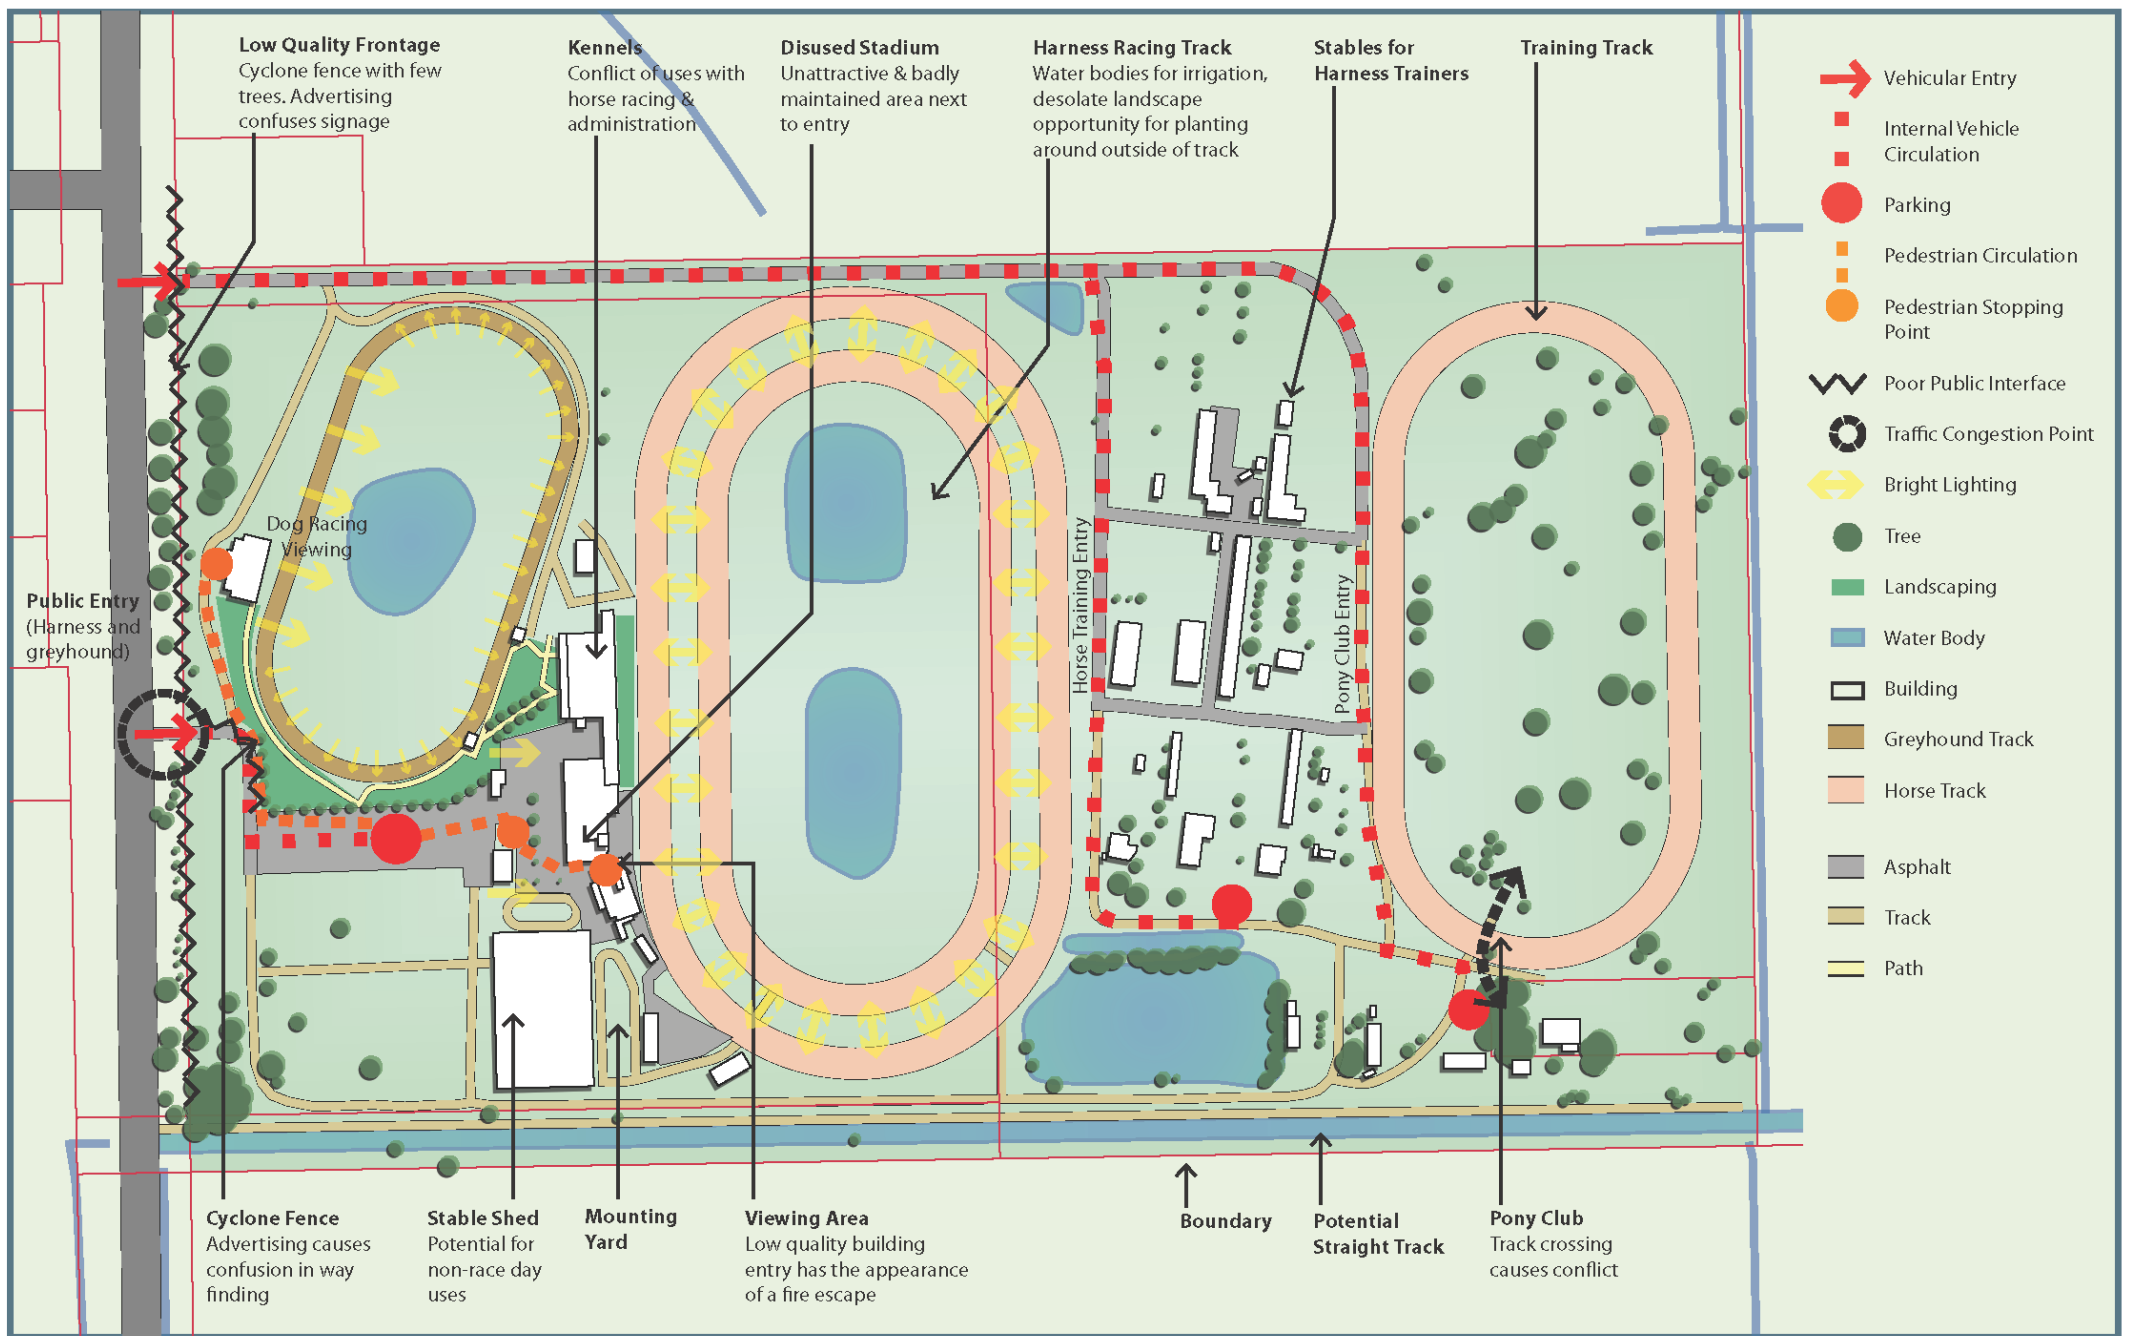 Low Quality Frontage
Cyclone fence with few
trees. Advertising
confuses signage
Kennels
Conflict of uses with
horse racing &
administration
Disused Stadium
Unattractive & badly
maintained area next
to entry
Harness Racing Track
Water bodies for irrigation,
desolate landscape
opportunity for planting
around outside of track
Stables for
Harness Trainers
Training Track
Vehicular Entry
Internal Vehicle
Circulation
Parking
Pedestrian Circulation
Pedestrian Stopping
Point
Poor Public Interface
Traffic Congestion Point
Bright Lighting
Tree
Landscaping
Water Body
Building
Greyhound Track
Horse Track
Asphalt
Track
Path
Dog Racing
Viewing
Public Entry
(Harness and
greyhound)
Horse Training Entry
Pony Club Entry
Cyclone Fence
Advertising causes
confusion in way
finding
Stable Shed
Potential for
non-race day
uses
Mounting
Yard
Viewing Area
Low quality building
entry has the appearance
of a fire escape
Boundary
Potential
Straight Track
Pony Club
Track crossing
causes conflict